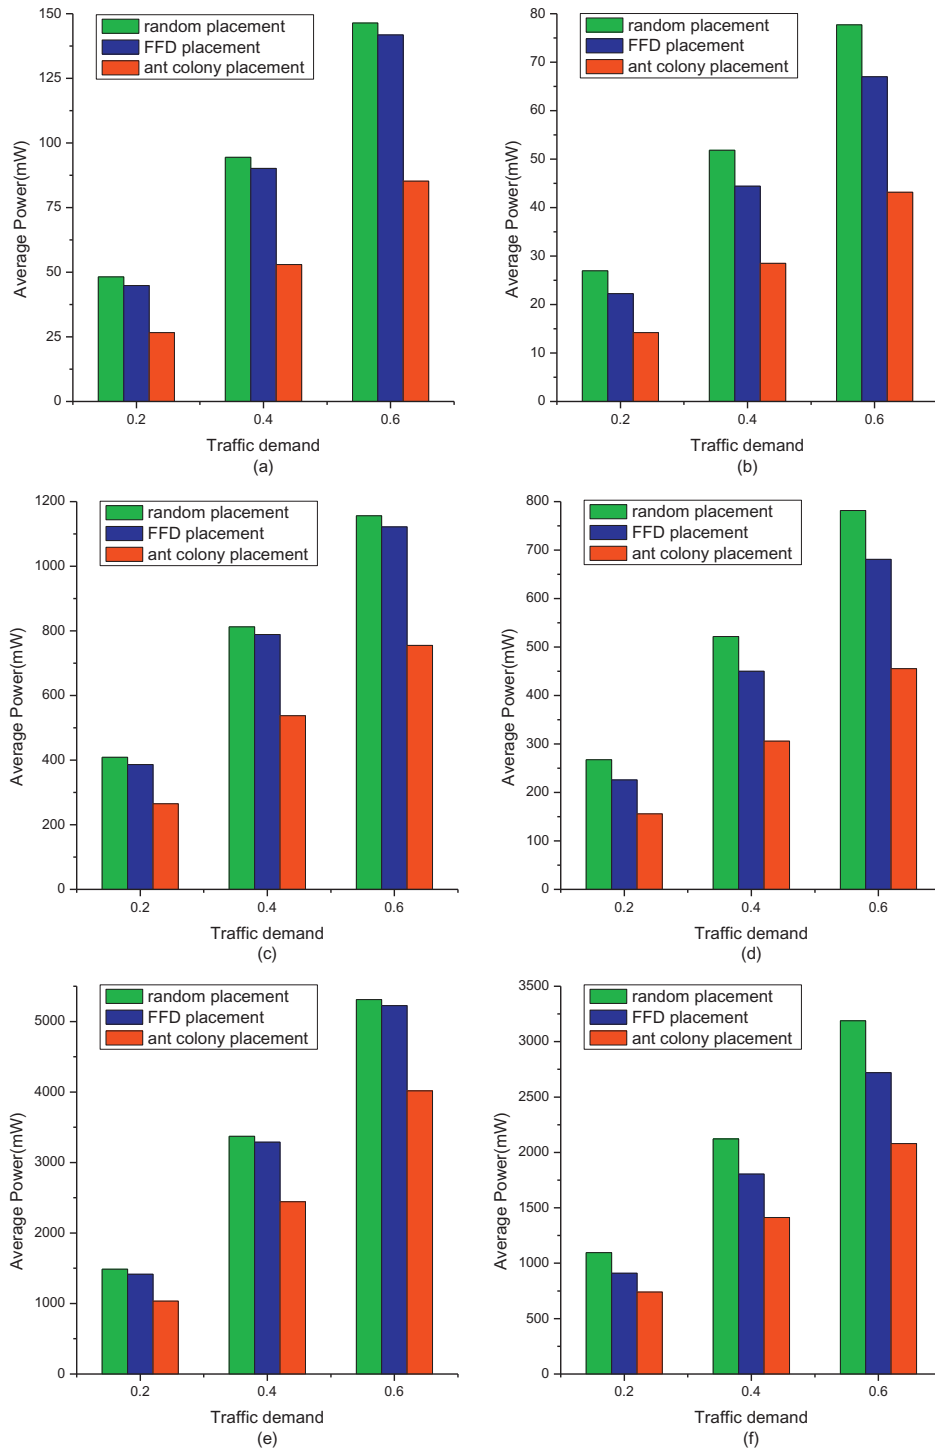 random placement
FFD placement
ant colony placement
150
125
100
75
50
25
0
Average Power(mW)
0.2
0.4
0.6
Traffic demand
(a)
random placement
FFD placement
ant colony placement
80
70
60
50
40
30
20
10
0
Average Power(mW)
0.2
0.4
0.6
Traffic demand
(b)
random placement
FFD placement
ant colony placement
1200
1000
800
600
400
200
0
Average Power(mW)
0.2
0.4
0.6
Traffic demand
(c)
random placement
FFD placement
ant colony placement
800
700
600
500
400
300
200
100
0
Average Power(mW)
0.2
0.4
0.6
Traffic demand
(d)
random placement
FFD placement
ant colony placement
5000
4000
3000
2000
1000
0
Average Power(mW)
0.2
0.4
0.6
Traffic demand
(e)
random placement
FFD placement
ant colony placement
3500
3000
2500
2000
1500
1000
500
0
Average Power(mW)
0.2
0.4
0.6
Traffic demand
(f)